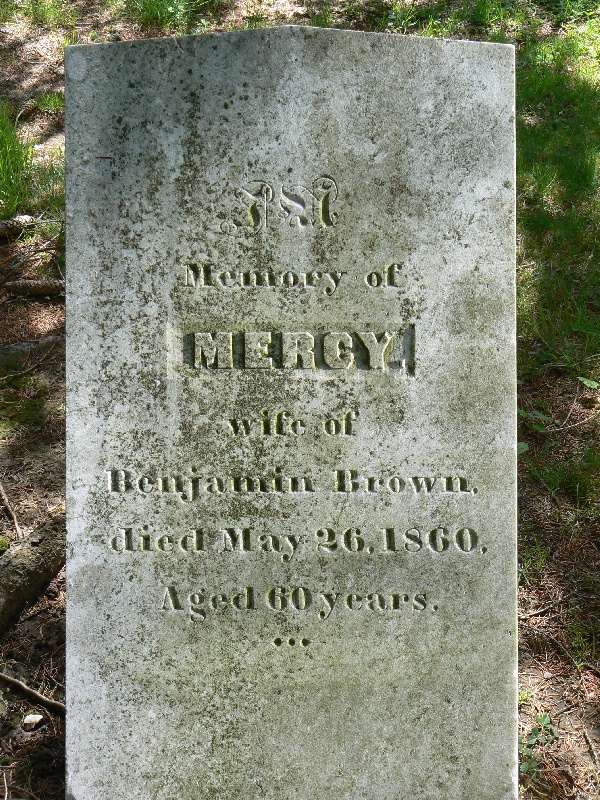 IN
Memory of
MERCY,
wife of
Benjamin Brown,
died May 26, 1860,
Aged 60 years.